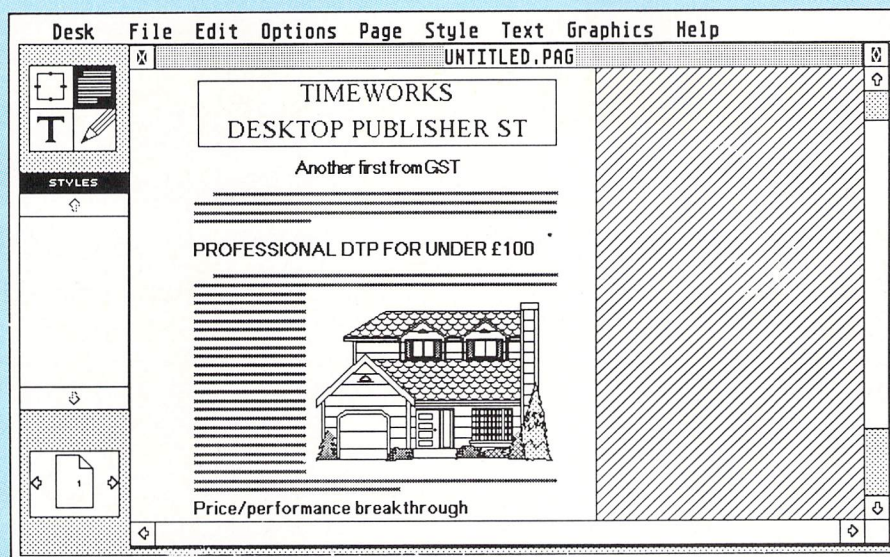 Desk File Edit Options Page Style Text Graphics Help
UNTITLED.PAG
T
STYLES
TIMEWORKS
DESKTOP PUBLISHER ST
Another first from GST
PROFESSIONAL DTP FOR UNDER £100
Price/performance breakthrough
1